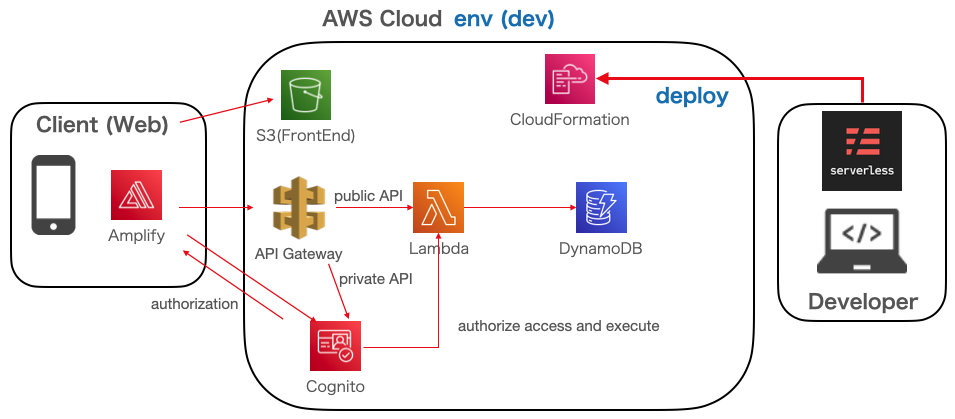 AWS Cloud env (dev)
Client (Web)
S3(FrontEnd)
CloudFormation
deploy
serverless
Amplify
public API
API Gateway
Lambda
DynamoDB
private API
authorization
authorize access and execute
Cognito
Developer